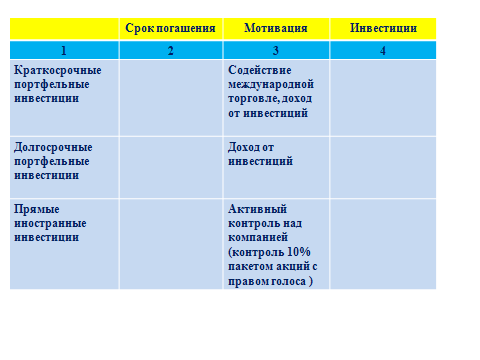 Срок погашения Мотивация Инвестиции
1 2 3 4
Краткосрочные
портфельные
инвестиции
Содействие
международной
торговле, доход
от инвестиций
Долгосрочные
портфельные
инвестиции
Доход от
инвестиций
Прямые
иностранные
инвестиции
Активный
контроль над
компанией
(контроль 10%
пакетом акций с
правом голоса )